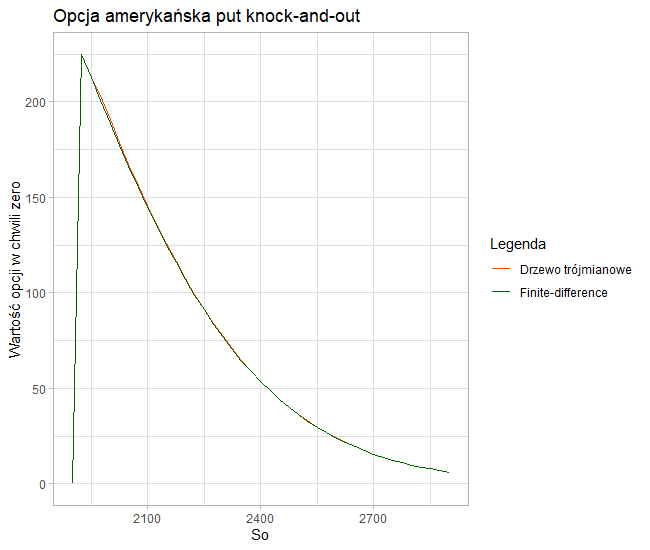 Opcja amerykańska put knock-and-out
Wartość opcji w chwili zero
200
150
100
50
0
2100
2400
2700
So
Legenda
Drzewo trójmianowe
Finite-difference